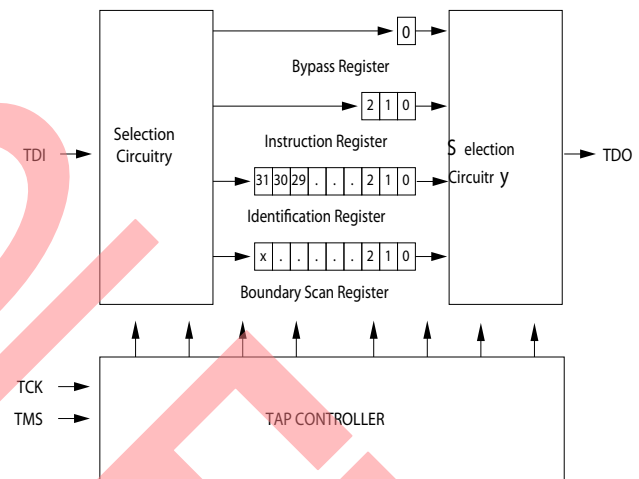 0
Bypass Register
2 1 0
Selection
Circuitry
Instruction Register
S election
Circuitr y
TDI
TDO
31 30 29 . . . 2 1 0
Identification Register
x . . . . . 2 1 0
Boundary Scan Register
TCK
TMS
TAP CONTROLLER